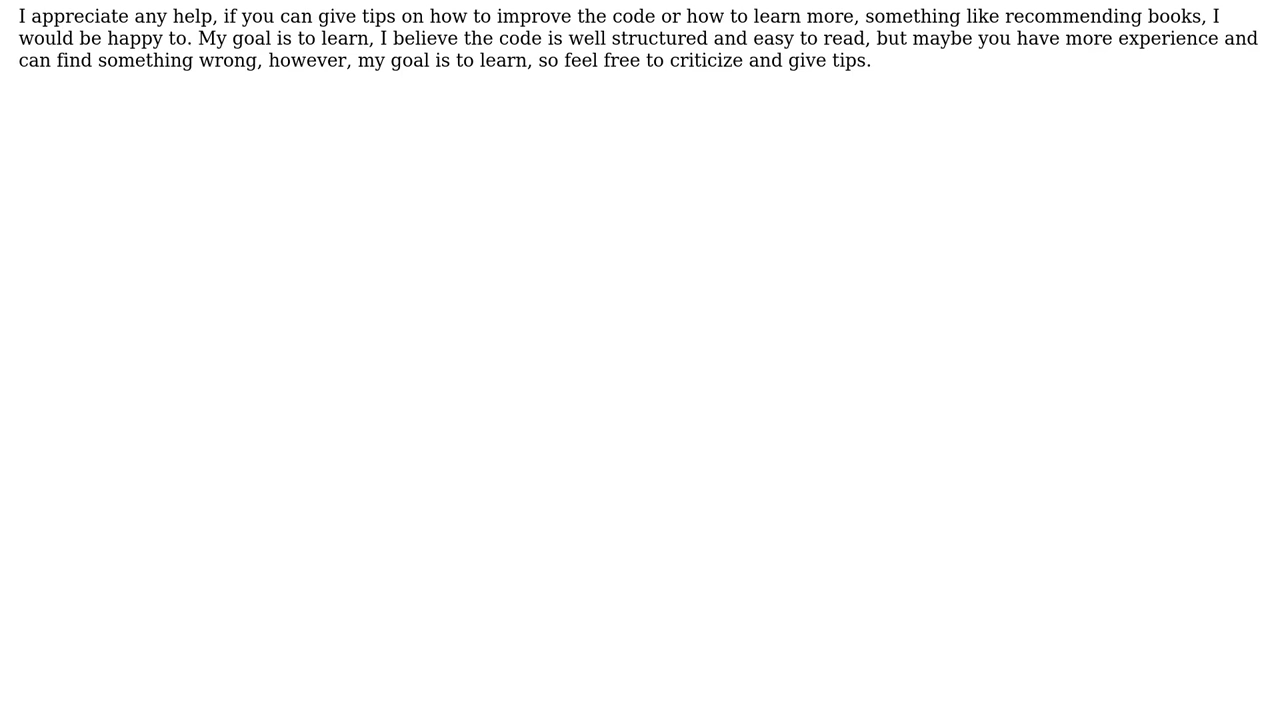 I appreciate any help, if you can give tips on how to improve the code or how to learn more, something like recommending books, I
would be happy to. My goal is to learn, I believe the code is well structured and easy to read, but maybe you have more experience and
can find something wrong, however, my goal is to learn, so feel free to criticize and give tips.